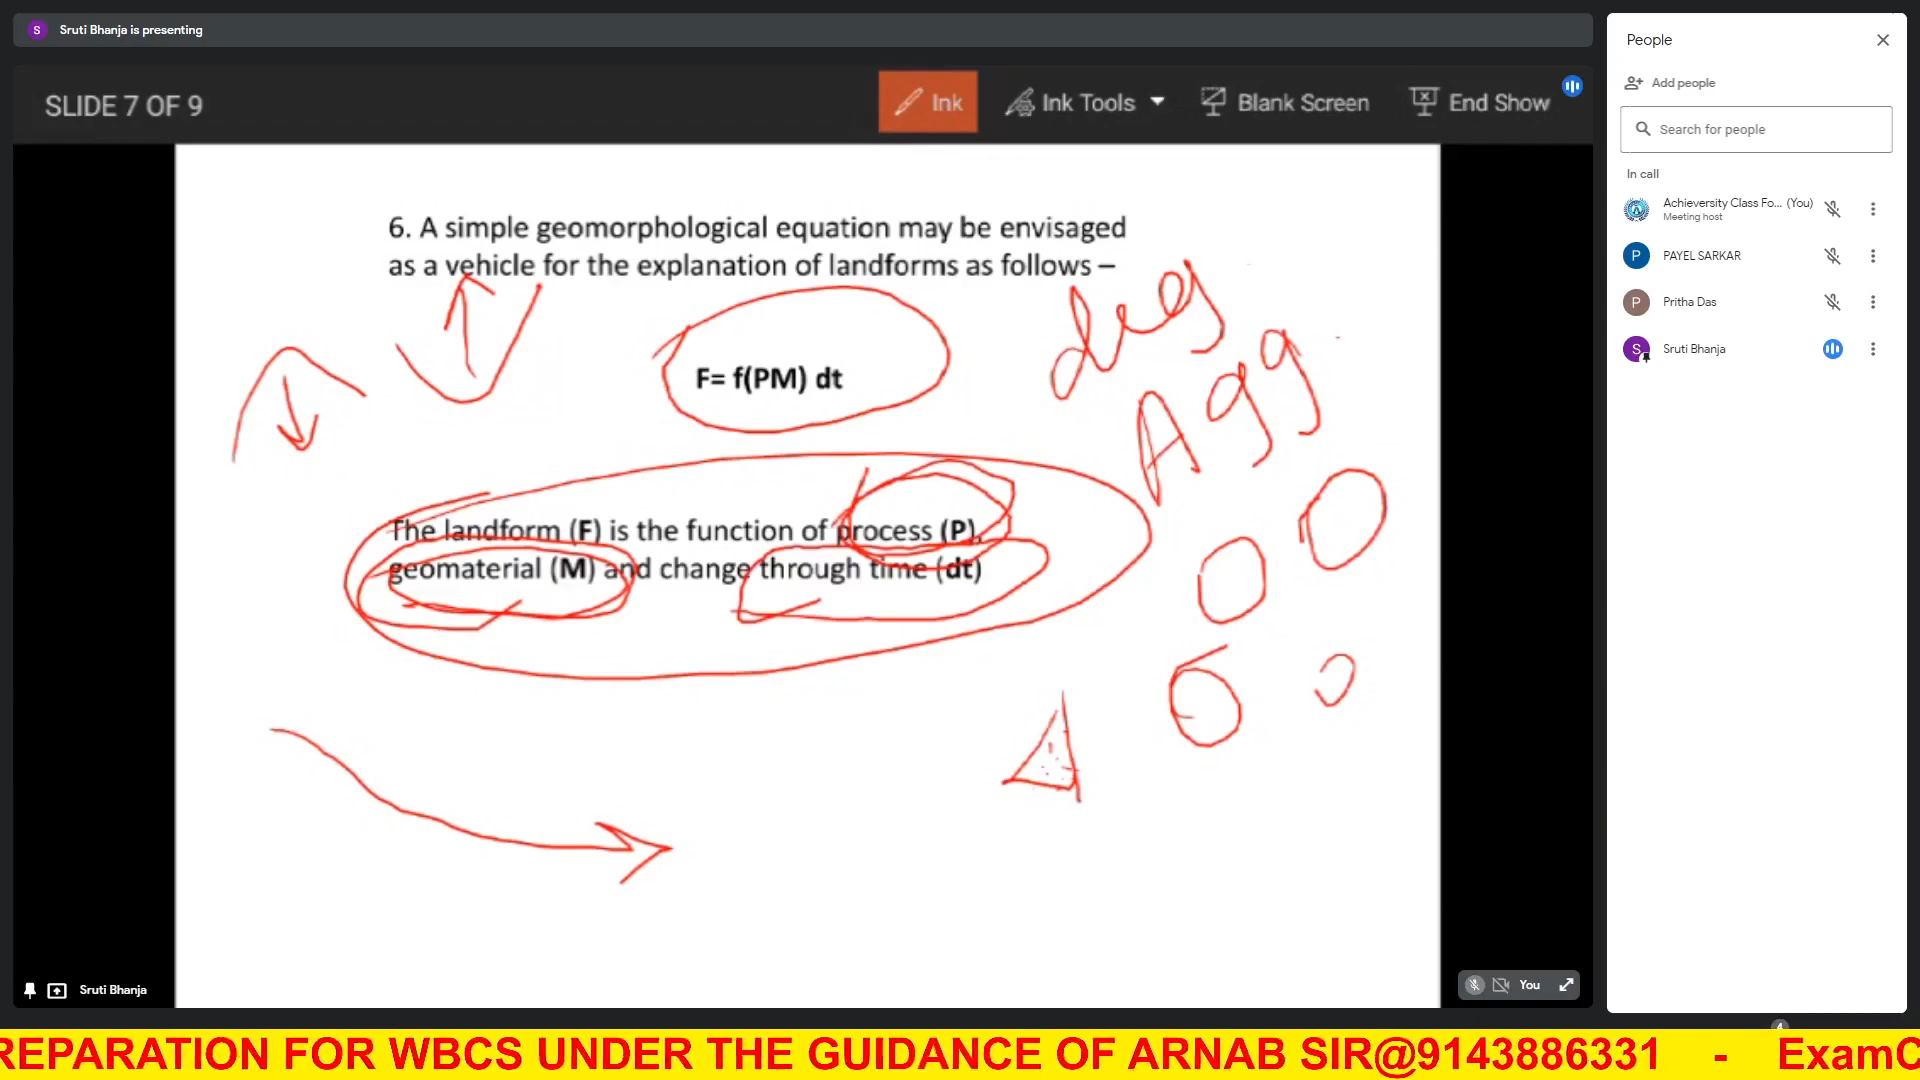 S Sruti Bhanja is presenting
SLIDE 7 OF 9
Ink
Ink Tools
Blank Screen
End Show
6. A simple geomorphological equation may be envisaged
as a vehicle for the explanation of landforms as follows –
F= f(PM) dt
The landform (F) is the function of process (P),
geomaterial (M) and change through time (dt)
Agg
Sruti Bhanja
You
People
Add people
Search for people
In call
Achieversity Class Fo... (You)
Meeting host
P PAYEL SARKAR
P Pritha Das
S Sruti Bhanja
4
REPARATION FOR WBCS UNDER THE GUIDANCE OF ARNAB SIR@9143886331 - ExamC